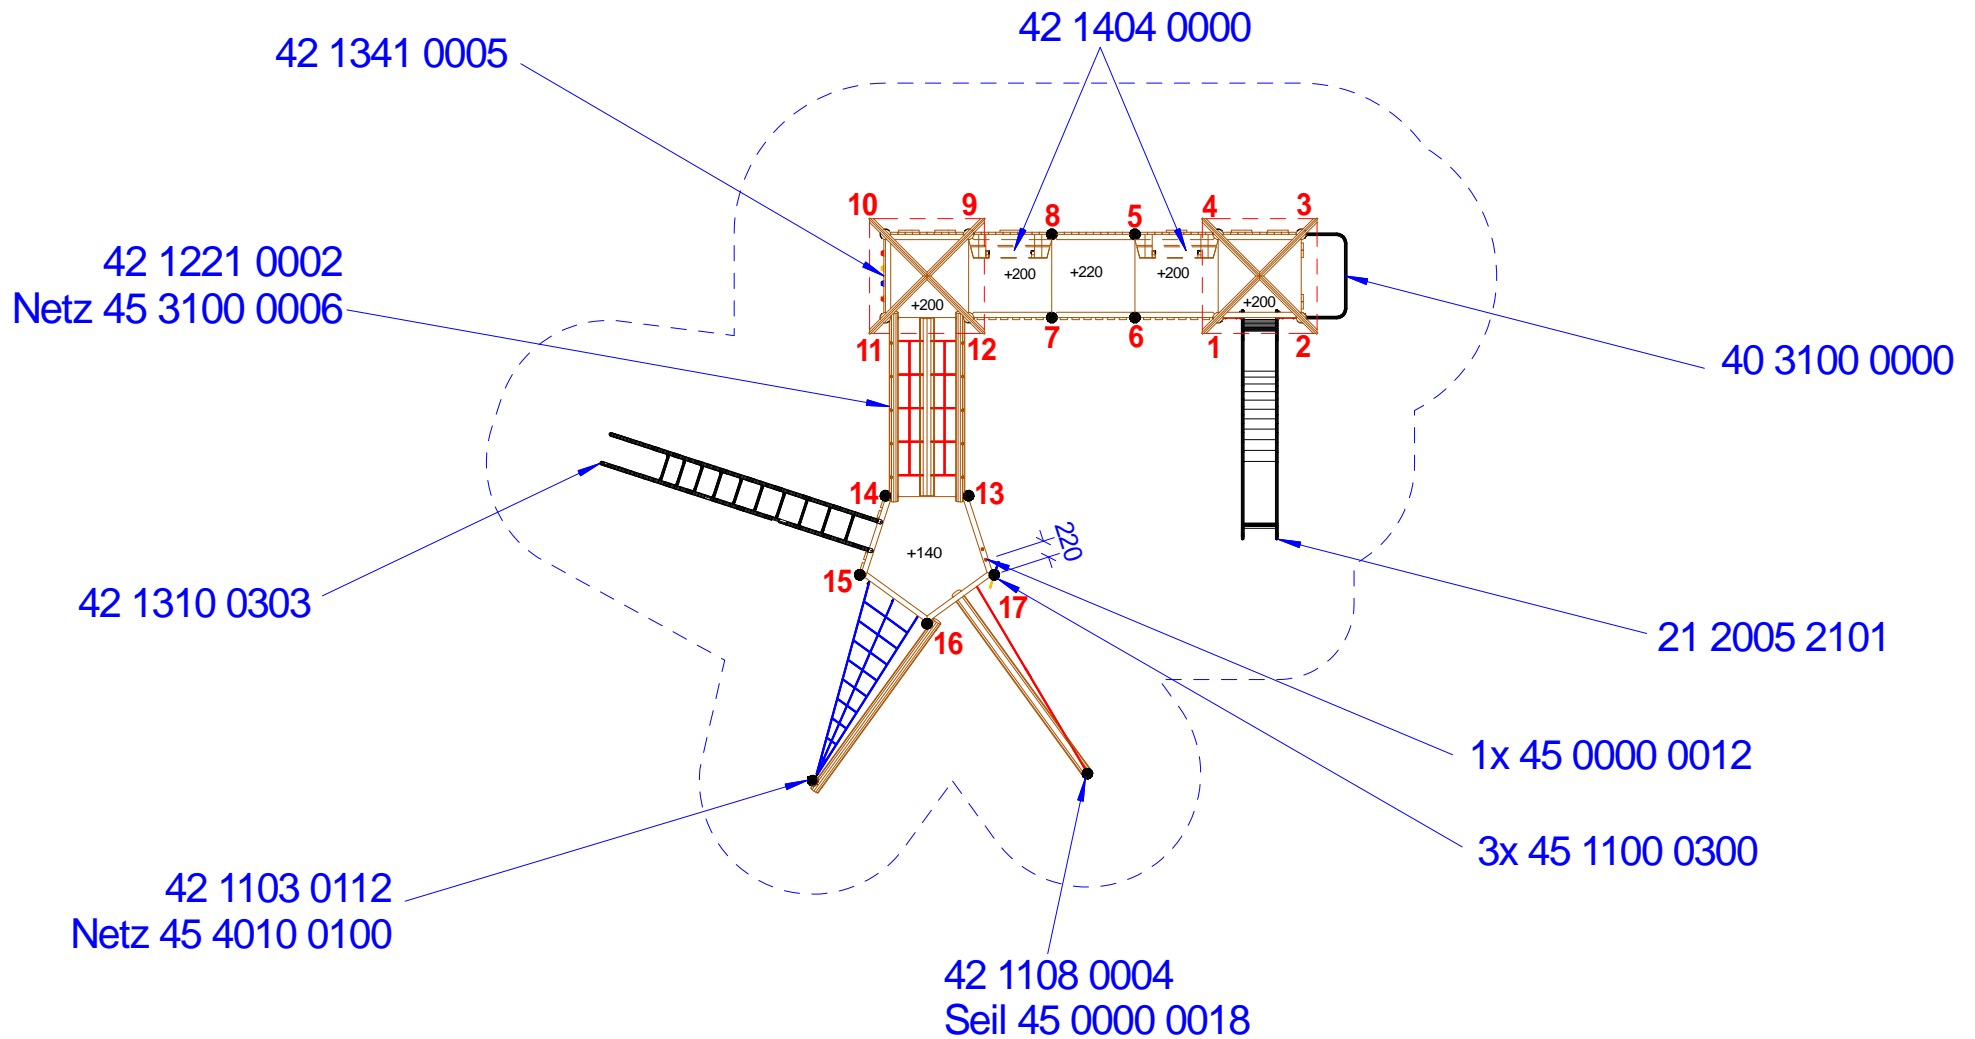 42 1404 0000
42 1341 0005
10 9 8 5 4 3
42 1221 0002
Netz 45 3100 0006
+200 +220 +200
+200 +200
11 12 7 6 1 2
40 3100 0000
14 13
220
+140
15 17
42 1310 0303
16
21 2005 2101
1x 45 0000 0012
3x 45 1100 0300
42 1103 0112
Netz 45 4010 0100
42 1108 0004
Seil 45 0000 0018